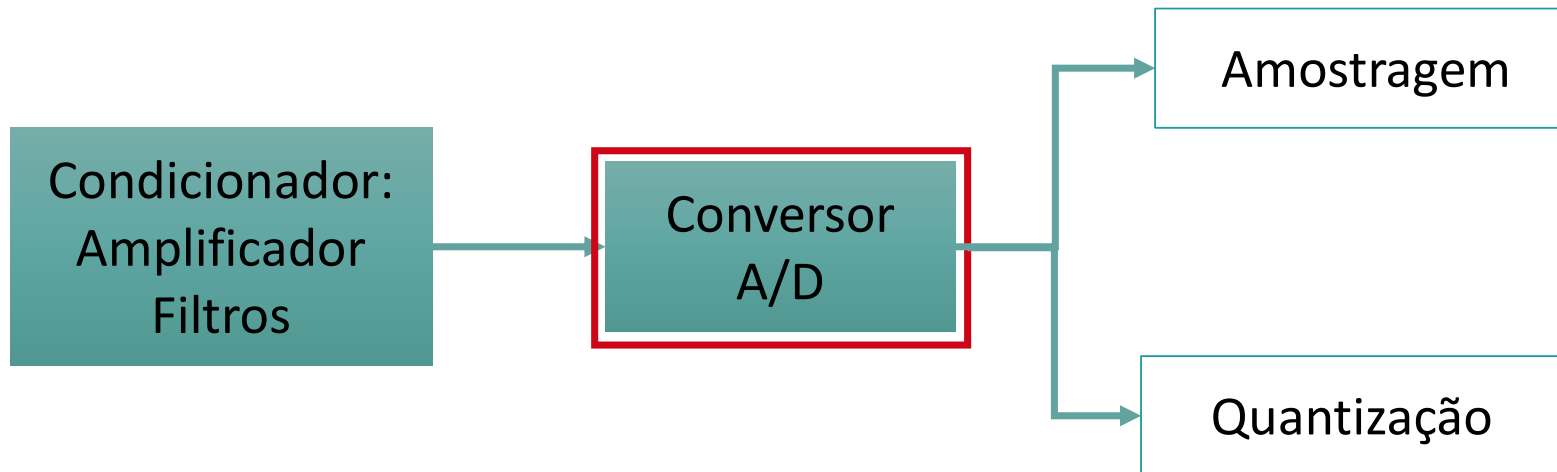 Condicionador:
Amplificador
Filtros
Conversor
A/D
Amostragem
Quantização